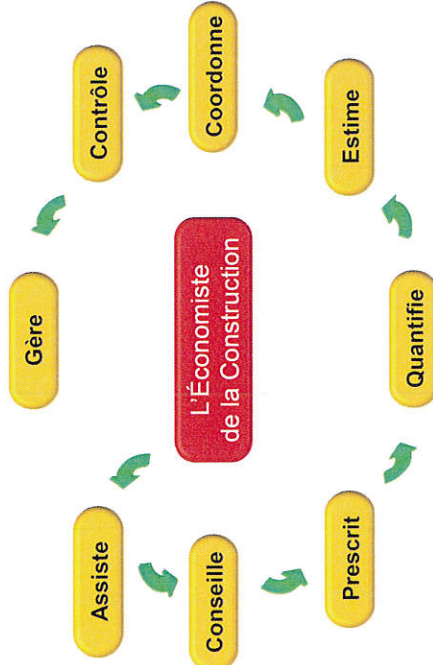 Gère
Assiste
Contrôle
Conseille
L'Économiste
de la Construction
Coordonne
Prescrit
Estime
Quantifie